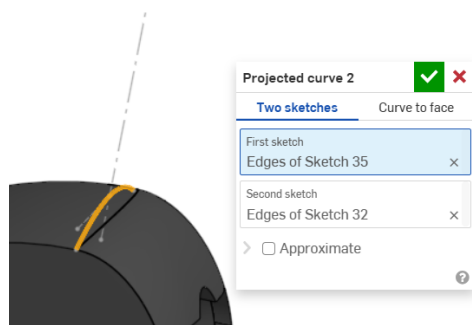 Projected curve 2
Two sketches Curve to face
First sketch
Edges of Sketch 35
Second sketch
Edges of Sketch 32
Approximate